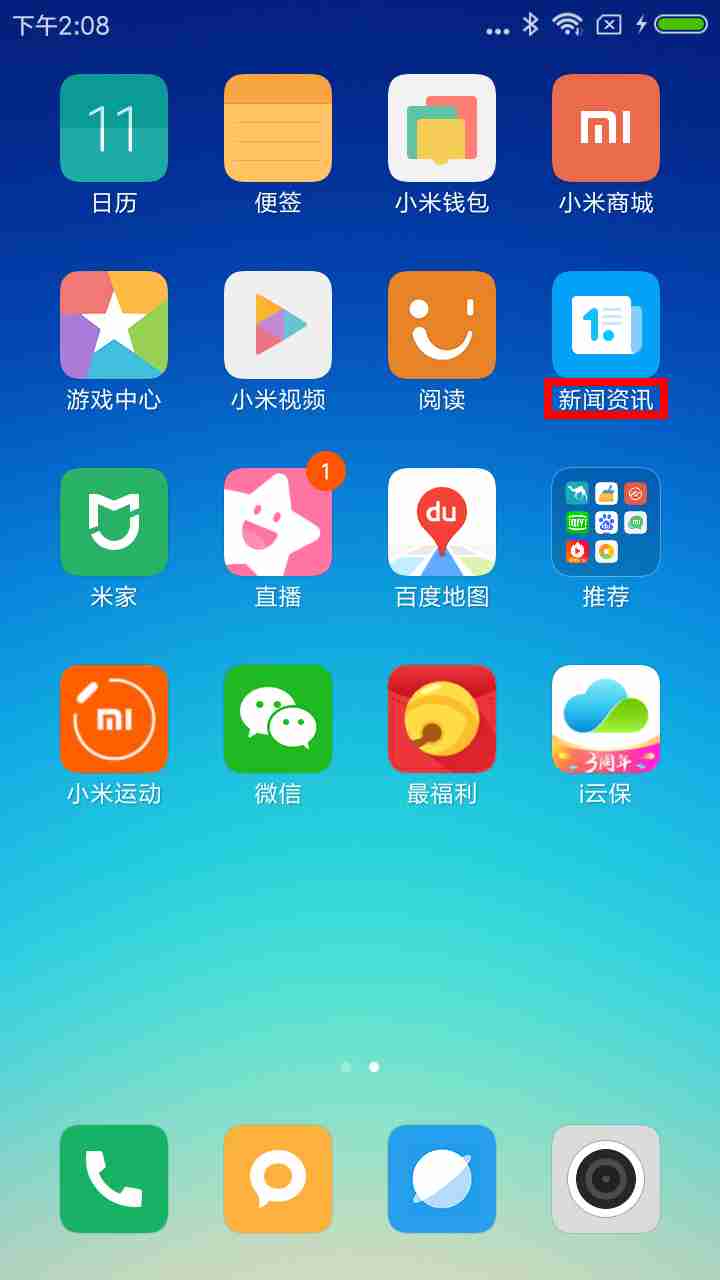 下午2:08
11
日历
便签
mi
小米钱包
小米商城
1.
游戏中心
小米视频
阅读
新闻资讯
1
du
米家
直播
百度地图
推荐
mi
3周年
小米运动
微信
最福利
i云保